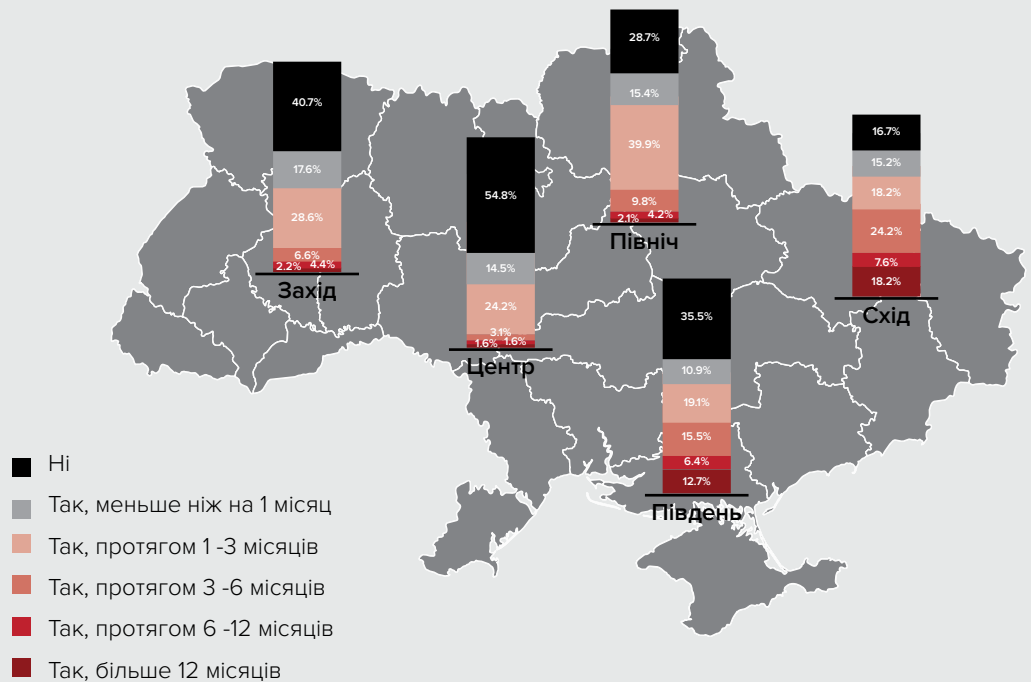 28.7%
15.4%
39.9%
9.8%
2.1% 4.2%
Північ
40.7%
17.6%
28.6%
6.6%
2.2% 4.4%
Захід
54.8%
14.5%
24.2%
3.1%
1.6% 1.6%
Центр
16.7%
15.2%
18.2%
24.2%
7.6%
18.2%
Схід
35.5%
10.9%
19.1%
15.5%
6.4%
12.7%
Південь
Ні
Так, меньше ніж на 1 місяц
Так, протягом 1 -3 місяців
Так, протягом 3 -6 місяців
Так, протягом 6 -12 місяців
Так, більше 12 місяців